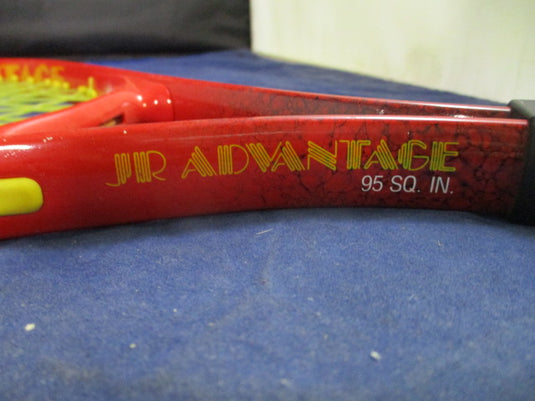 JR ADVANTAGE
95 SQ. IN.